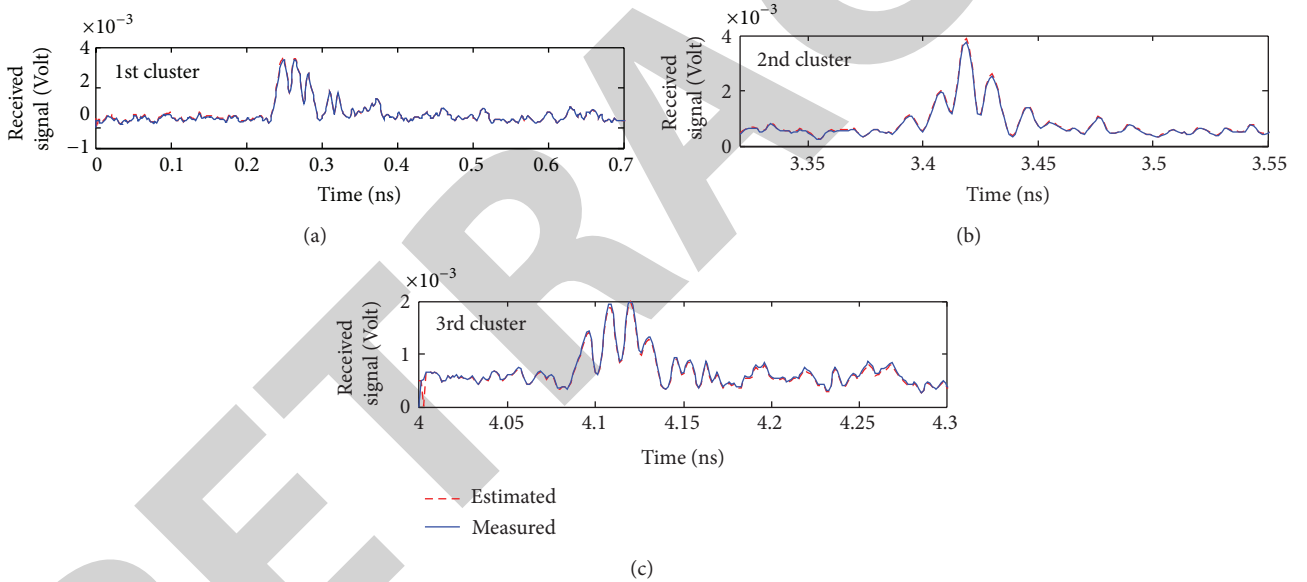 ×10⁻³
Received
signal (Volt)
4
2
0
−1
1st cluster
0 0.1 0.2 0.3 0.4 0.5 0.6 0.7
Time (ns)
(a)
×10⁻³
Received
signal (Volt)
4
2
0
2nd cluster
3.35 3.4 3.45 3.5 3.55
Time (ns)
(b)
×10⁻³
Received
signal (Volt)
2
1
0
3rd cluster
4 4.05 4.1 4.15 4.2 4.25 4.3
Time (ns)
Estimated
Measured
(c)
RETRAC